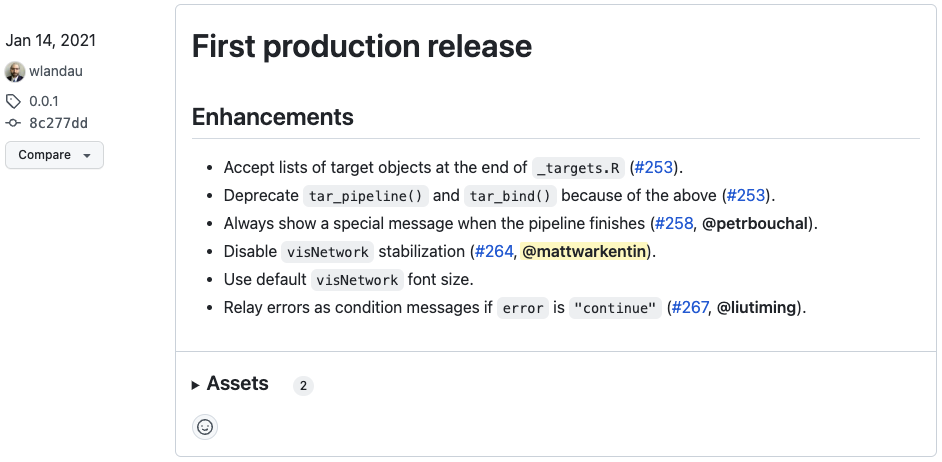 Jan 14, 2021
wlandau
0.0.1
8c277dd
Compare
First production release
Enhancements
Accept lists of target objects at the end of _targets.R (#253).
Deprecate tar_pipeline() and tar_bind() because of the above (#253).
Always show a special message when the pipeline finishes (#258, @petrbouchal).
Disable visNetwork stabilization (#264, @mattwarkentin).
Use default visNetwork font size.
Relay errors as condition messages if error is "continue" (#267, @liutiming).
Assets 2